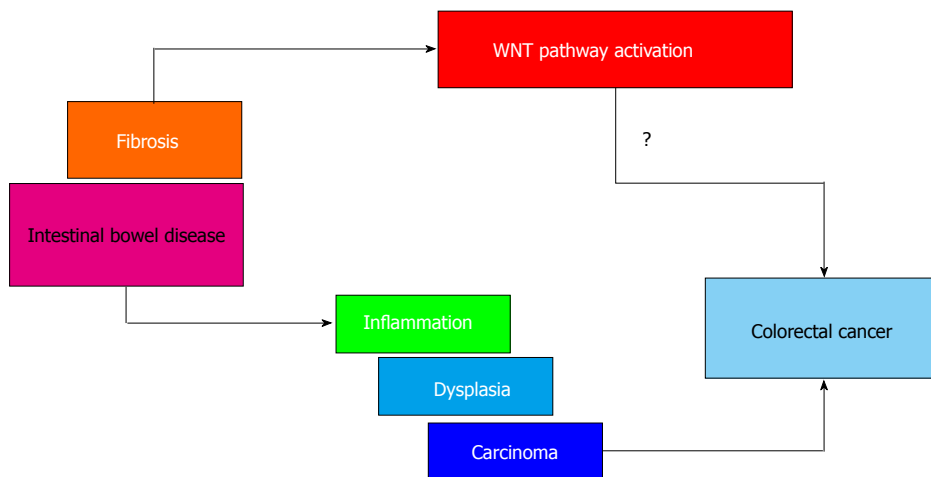 WNT pathway activation
Fibrosis
?
Intestinal bowel disease
Inflammation
Colorectal cancer
Dysplasia
Carcinoma